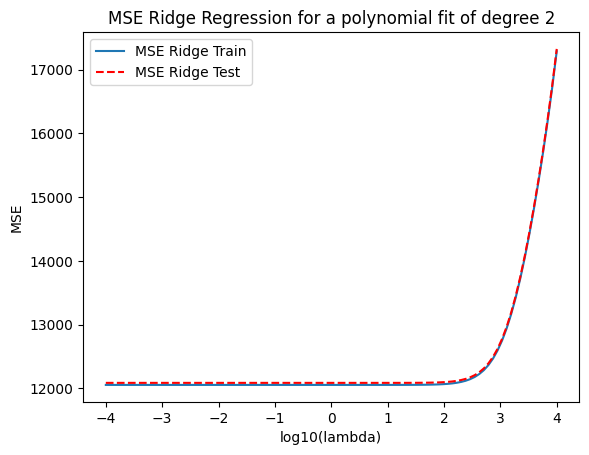 MSE Ridge Regression for a polynomial fit of degree 2
MSE Ridge Train
MSE Ridge Test
17000
16000
15000
14000
13000
12000
MSE
−4 −3 −2 −1 0 1 2 3 4
log10(lambda)